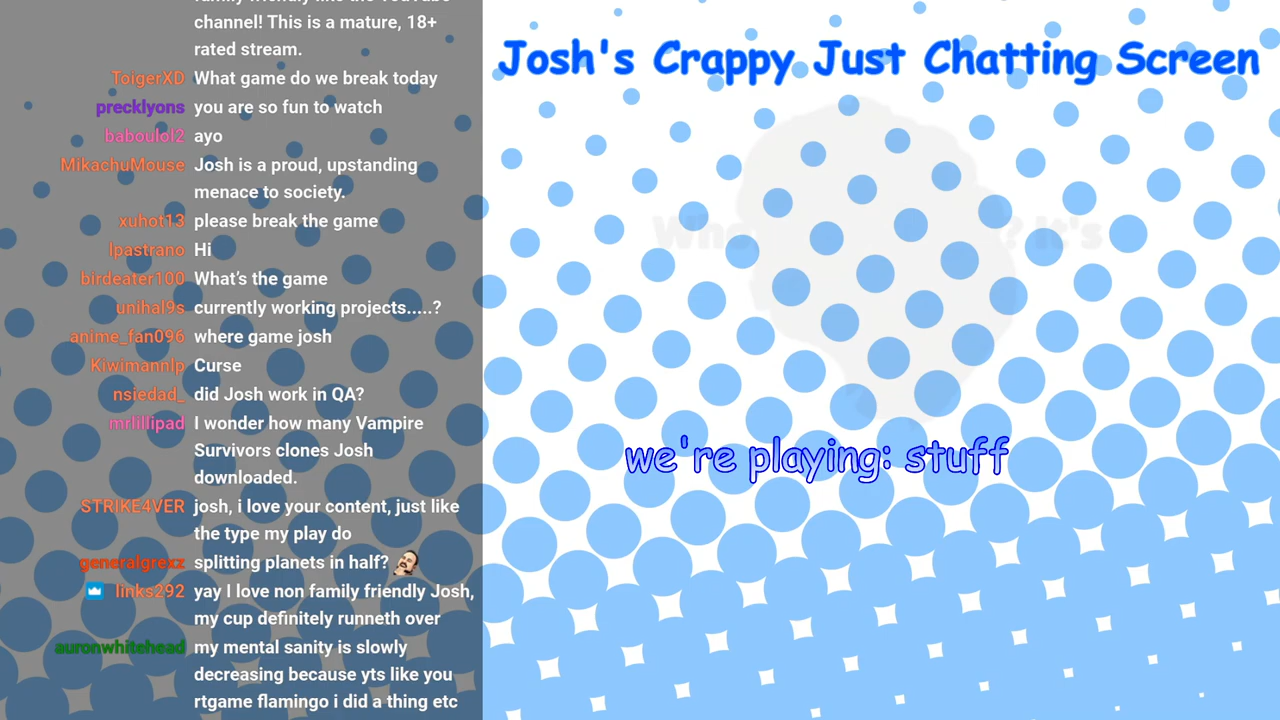 family friendly like the YouTube
channel! This is a mature, 18+
rated stream.
ToigerXD What game do we break today
precklyons you are so fun to watch
baboulol2 ayo
MikachuMouse Josh is a proud, upstanding
menace to society.
xuhot13 please break the game
lpastrano Hi
birdeater100 What's the game
unihal9s currently working projects.....?
anime_fan096 where game josh
Kiwimannlp Curse
nsiedad_ did Josh work in QA?
mrlillipad I wonder how many Vampire
Survivors clones Josh
downloaded.
STRIKE4VER josh, i love your content, just like
the type my play do
generalgrexz splitting planets in half?
links292 yay I love non family friendly Josh,
my cup definitely runneth over
auronwhitehead my mental sanity is slowly
decreasing because yts like you
rtgame flamingo i did a thing etc
Josh's Crappy Just Chatting Screen
Who ? It's
we're playing: stuff